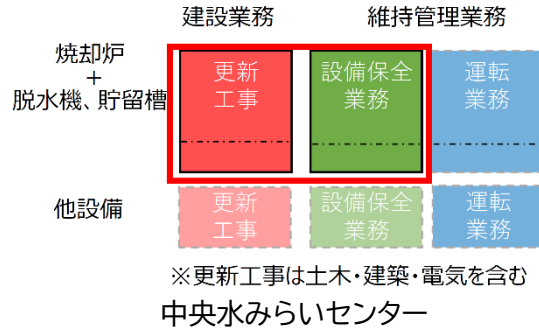 建設業務 維持管理業務
焼却炉
+
脱水機、貯留槽
更新
工事
設備保全
業務
運転
業務
他設備
更新
工事
設備保全
業務
運転
業務
※更新工事は土木・建築・電気を含む
中央水みらいセンター